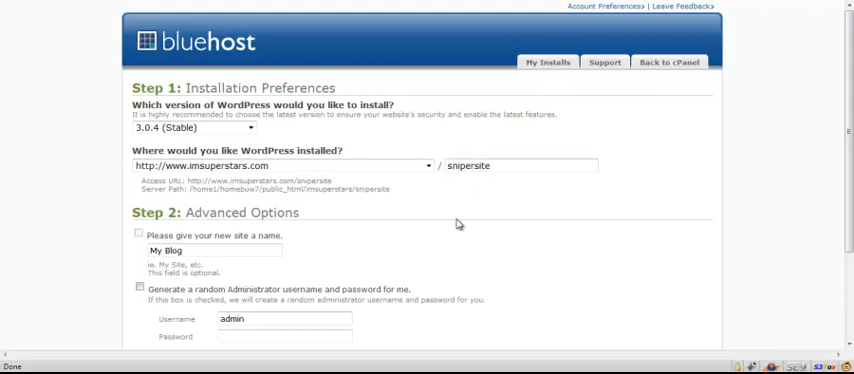 Account Preferences> | Leave Feedback>
bluehost
My Installs Support Back to cPanel
Step 1: Installation Preferences
Which version of WordPress would you like to install?
It is highly recommended to choose the latest version to ensure your website's security and enable the latest features.
3.0.4 (Stable)
Where would you like WordPress installed?
http://www.imsuperstars.com / snipersite
Access URL: http://www.imsuperstars.com/snipersite
Server Path: /home1/homebuw7/public_html/imsuperstars/snipersite
Step 2: Advanced Options
Please give your new site a name.
My Blog
ie. My Site, etc.
This field is optional.
Generate a random Administrator username and password for me.
If this box is checked, we will create a random administrator username and password for you.
Username admin
Password
Done